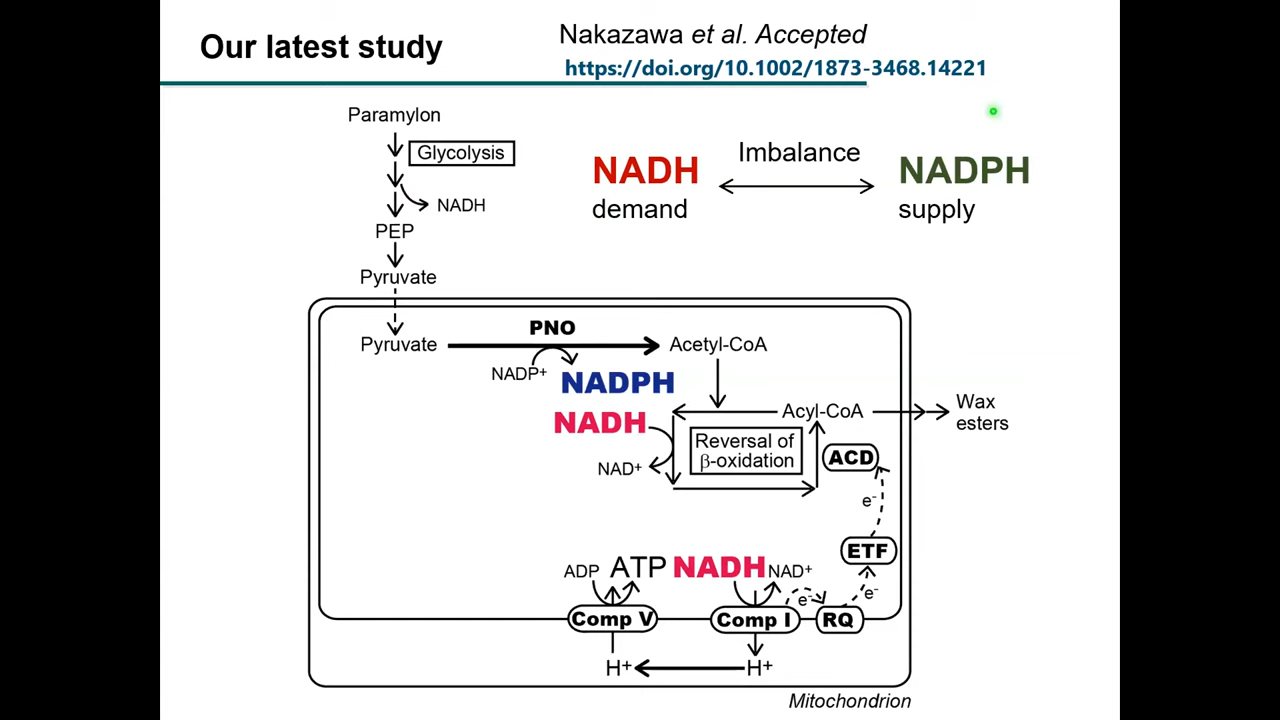 Our latest study
Nakazawa et al. Accepted
https://doi.org/10.1002/1873-3468.14221
Paramylon
Glycolysis
NADH
PEP
Pyruvate
NADH
demand
Imbalance
NADPH
supply
Pyruvate
PNO
Acetyl-CoA
NADP⁺
NADPH
NADH
NAD⁺
Acyl-CoA
Wax
esters
Reversal of
β-oxidation
ACD
e⁻
ETF
e⁻
ADP
ATP
NADH
NAD⁺
e⁻
Comp V
Comp I
RQ
H⁺
H⁺
Mitochondrion